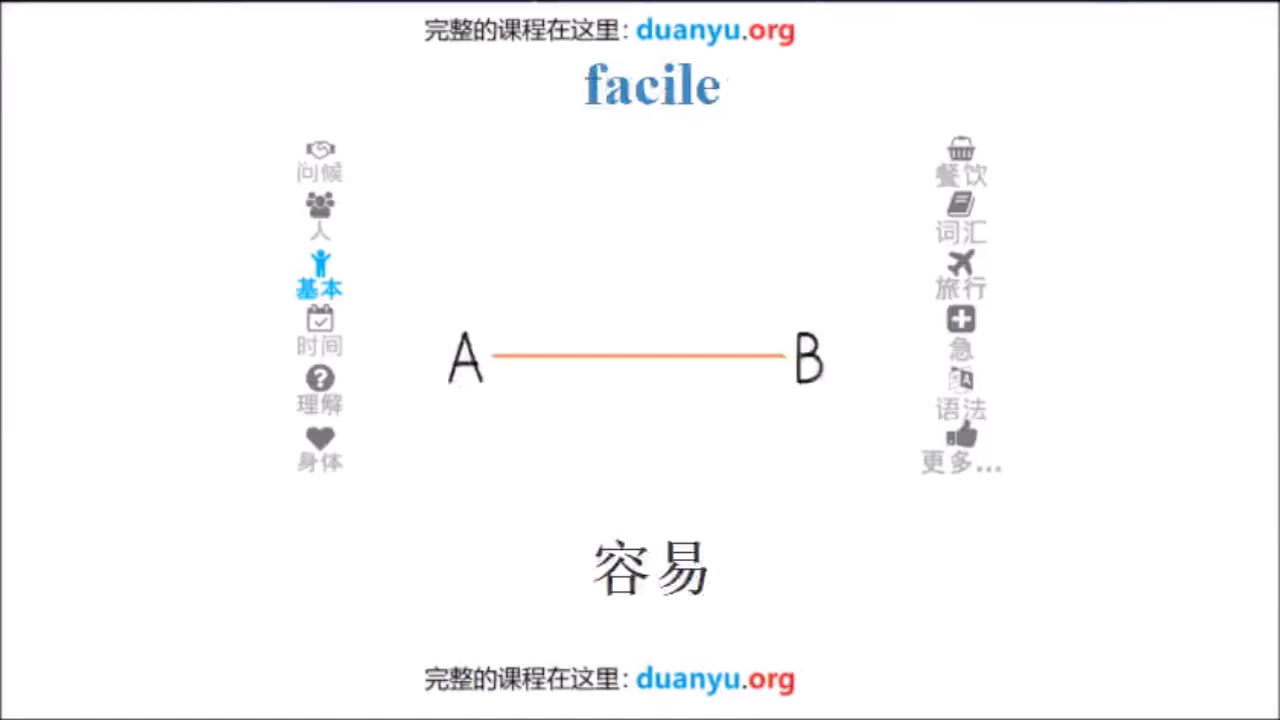 完整的课程在这里: duanyu.org
facile
问候
人
基本
时间
理解
身体
餐饮
词汇
旅行
急
语法
更多...
A B
容易
完整的课程在这里: duanyu.org